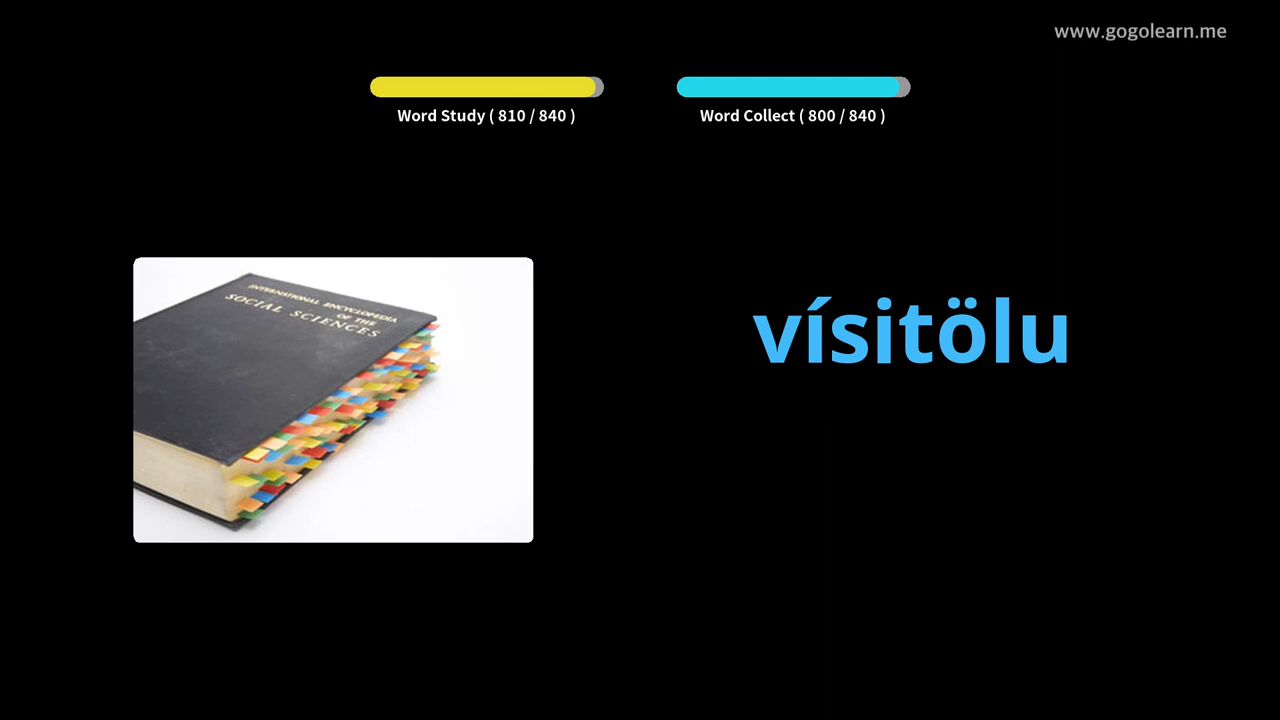 www.gogolearn.me
Word Study ( 810 / 840 )
Word Collect ( 800 / 840 )
INTERNATIONAL ENCYCLOPEDIA
OF THE
SOCIAL SCIENCES
vísitölu